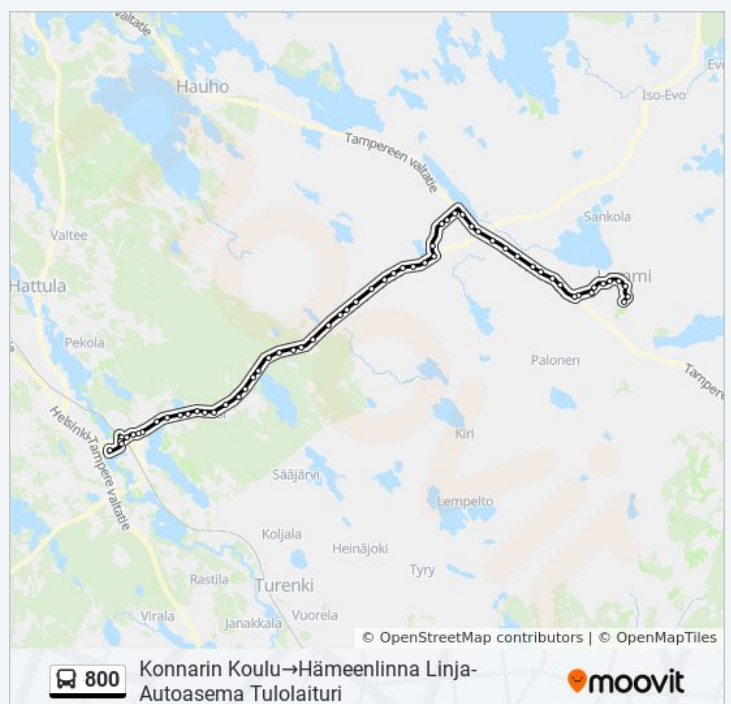 Hauho
Evo
Iso-Evo
Tampereen valtatie
Sankola
Valtee
Hattula
Pekola
Palonen
Tampere
Helsinki-Tampere valtatie
Kiri
Sääjärvi
Lempelto
Koljala
Heinäjoki
Tyry
Rastila
Turenki
Virala
Janakkala
Vuorela
© OpenStreetMap contributors | © OpenMapTiles
800
Konnarin Koulu→Hämeenlinna Linja-
Autoasema Tulolaituri
moovit